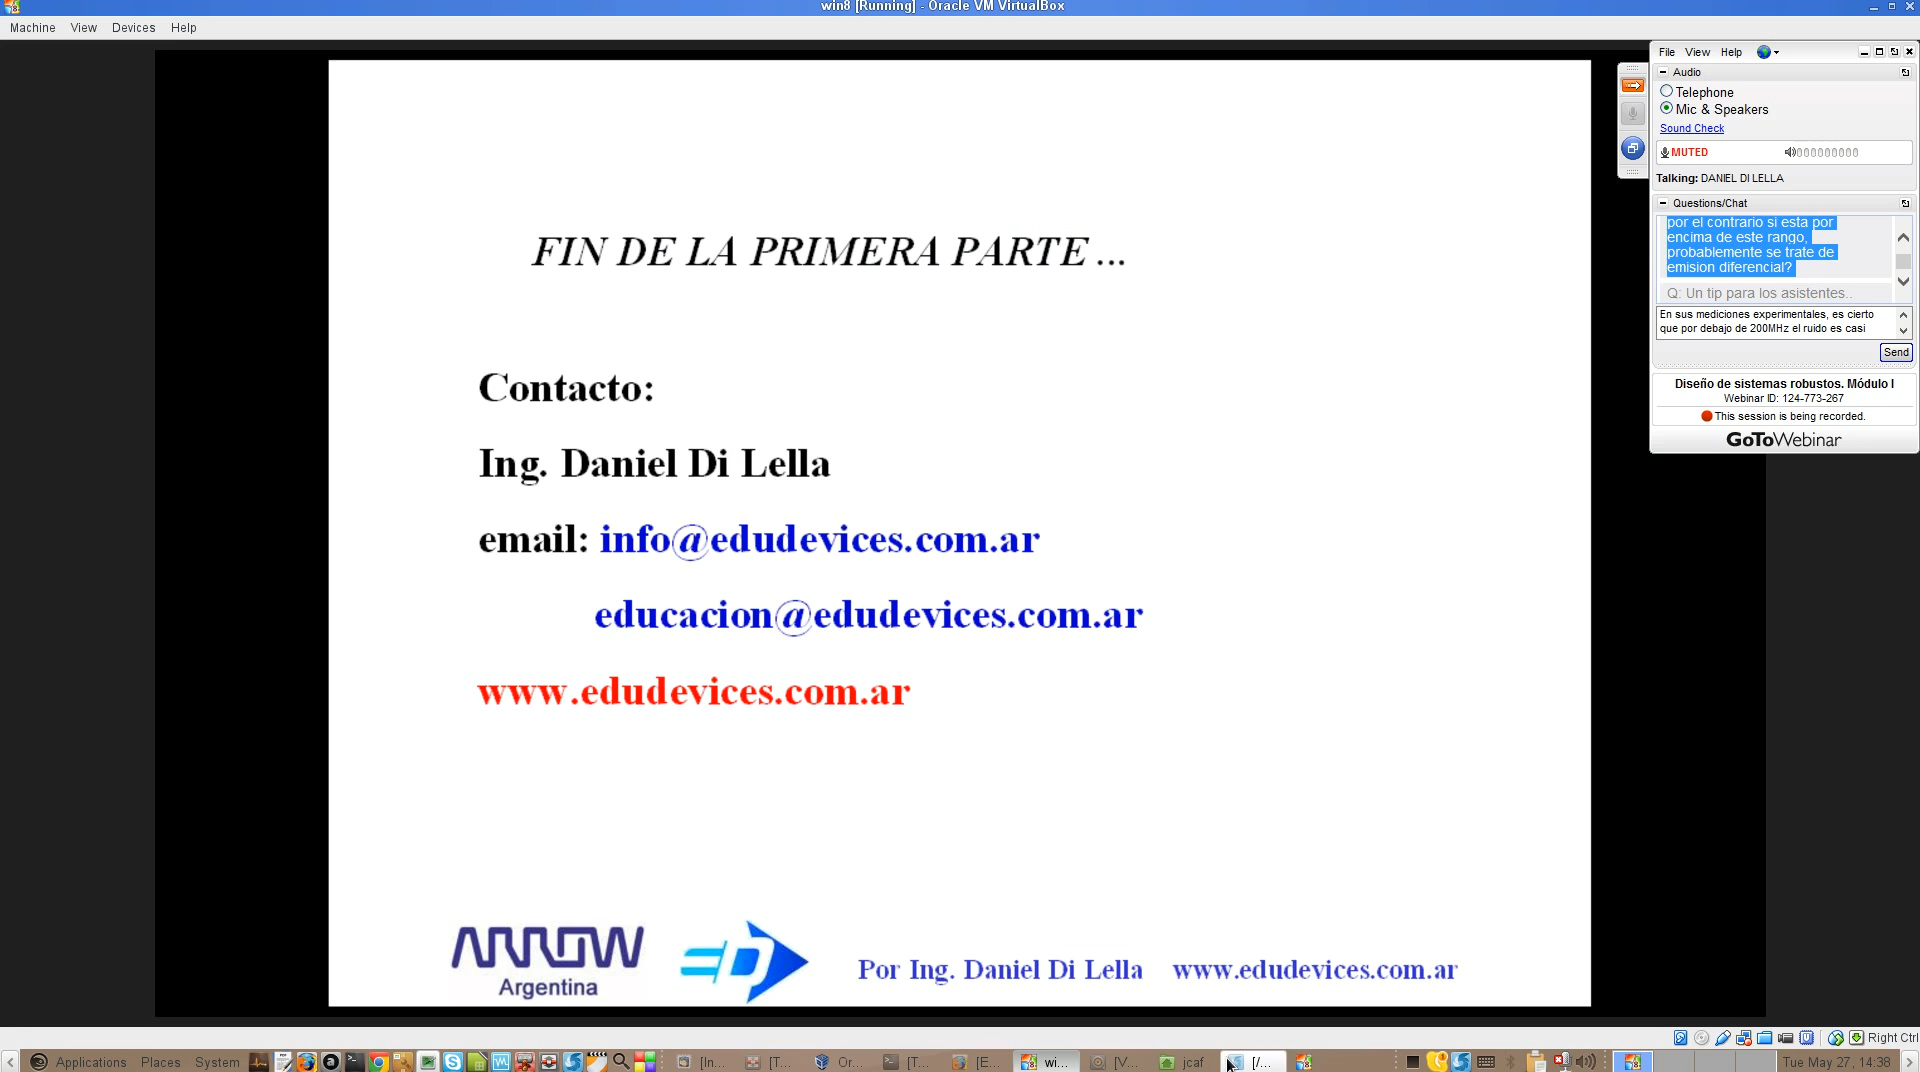 win8 [Running] - Oracle VM VirtualBox
Machine View Devices Help
File View Help
Audio
Telephone
Mic & Speakers
Sound Check
MUTED
Talking: DANIEL DI LELLA
Questions/Chat
por el contrario si esta por
encima de este rango,
probablemente se trate de
emision diferencial?
Q: Un tip para los asistentes..
En sus mediciones experimentales, es cierto
que por debajo de 200MHz el ruido es casi
Send
Diseño de sistemas robustos. Módulo I
Webinar ID: 124-773-267
This session is being recorded.
GoToWebinar
FIN DE LA PRIMERA PARTE ...
Contacto:
Ing. Daniel Di Lella
email: info@edudevices.com.ar
educacion@edudevices.com.ar
www.edudevices.com.ar
ARROW
Argentina
Por Ing. Daniel Di Lella www.edudevices.com.ar
Right Ctrl
Applications Places System [In... [T... Or... [T... [E... wi... [V... jcaf [/... Tue May 27, 14:38